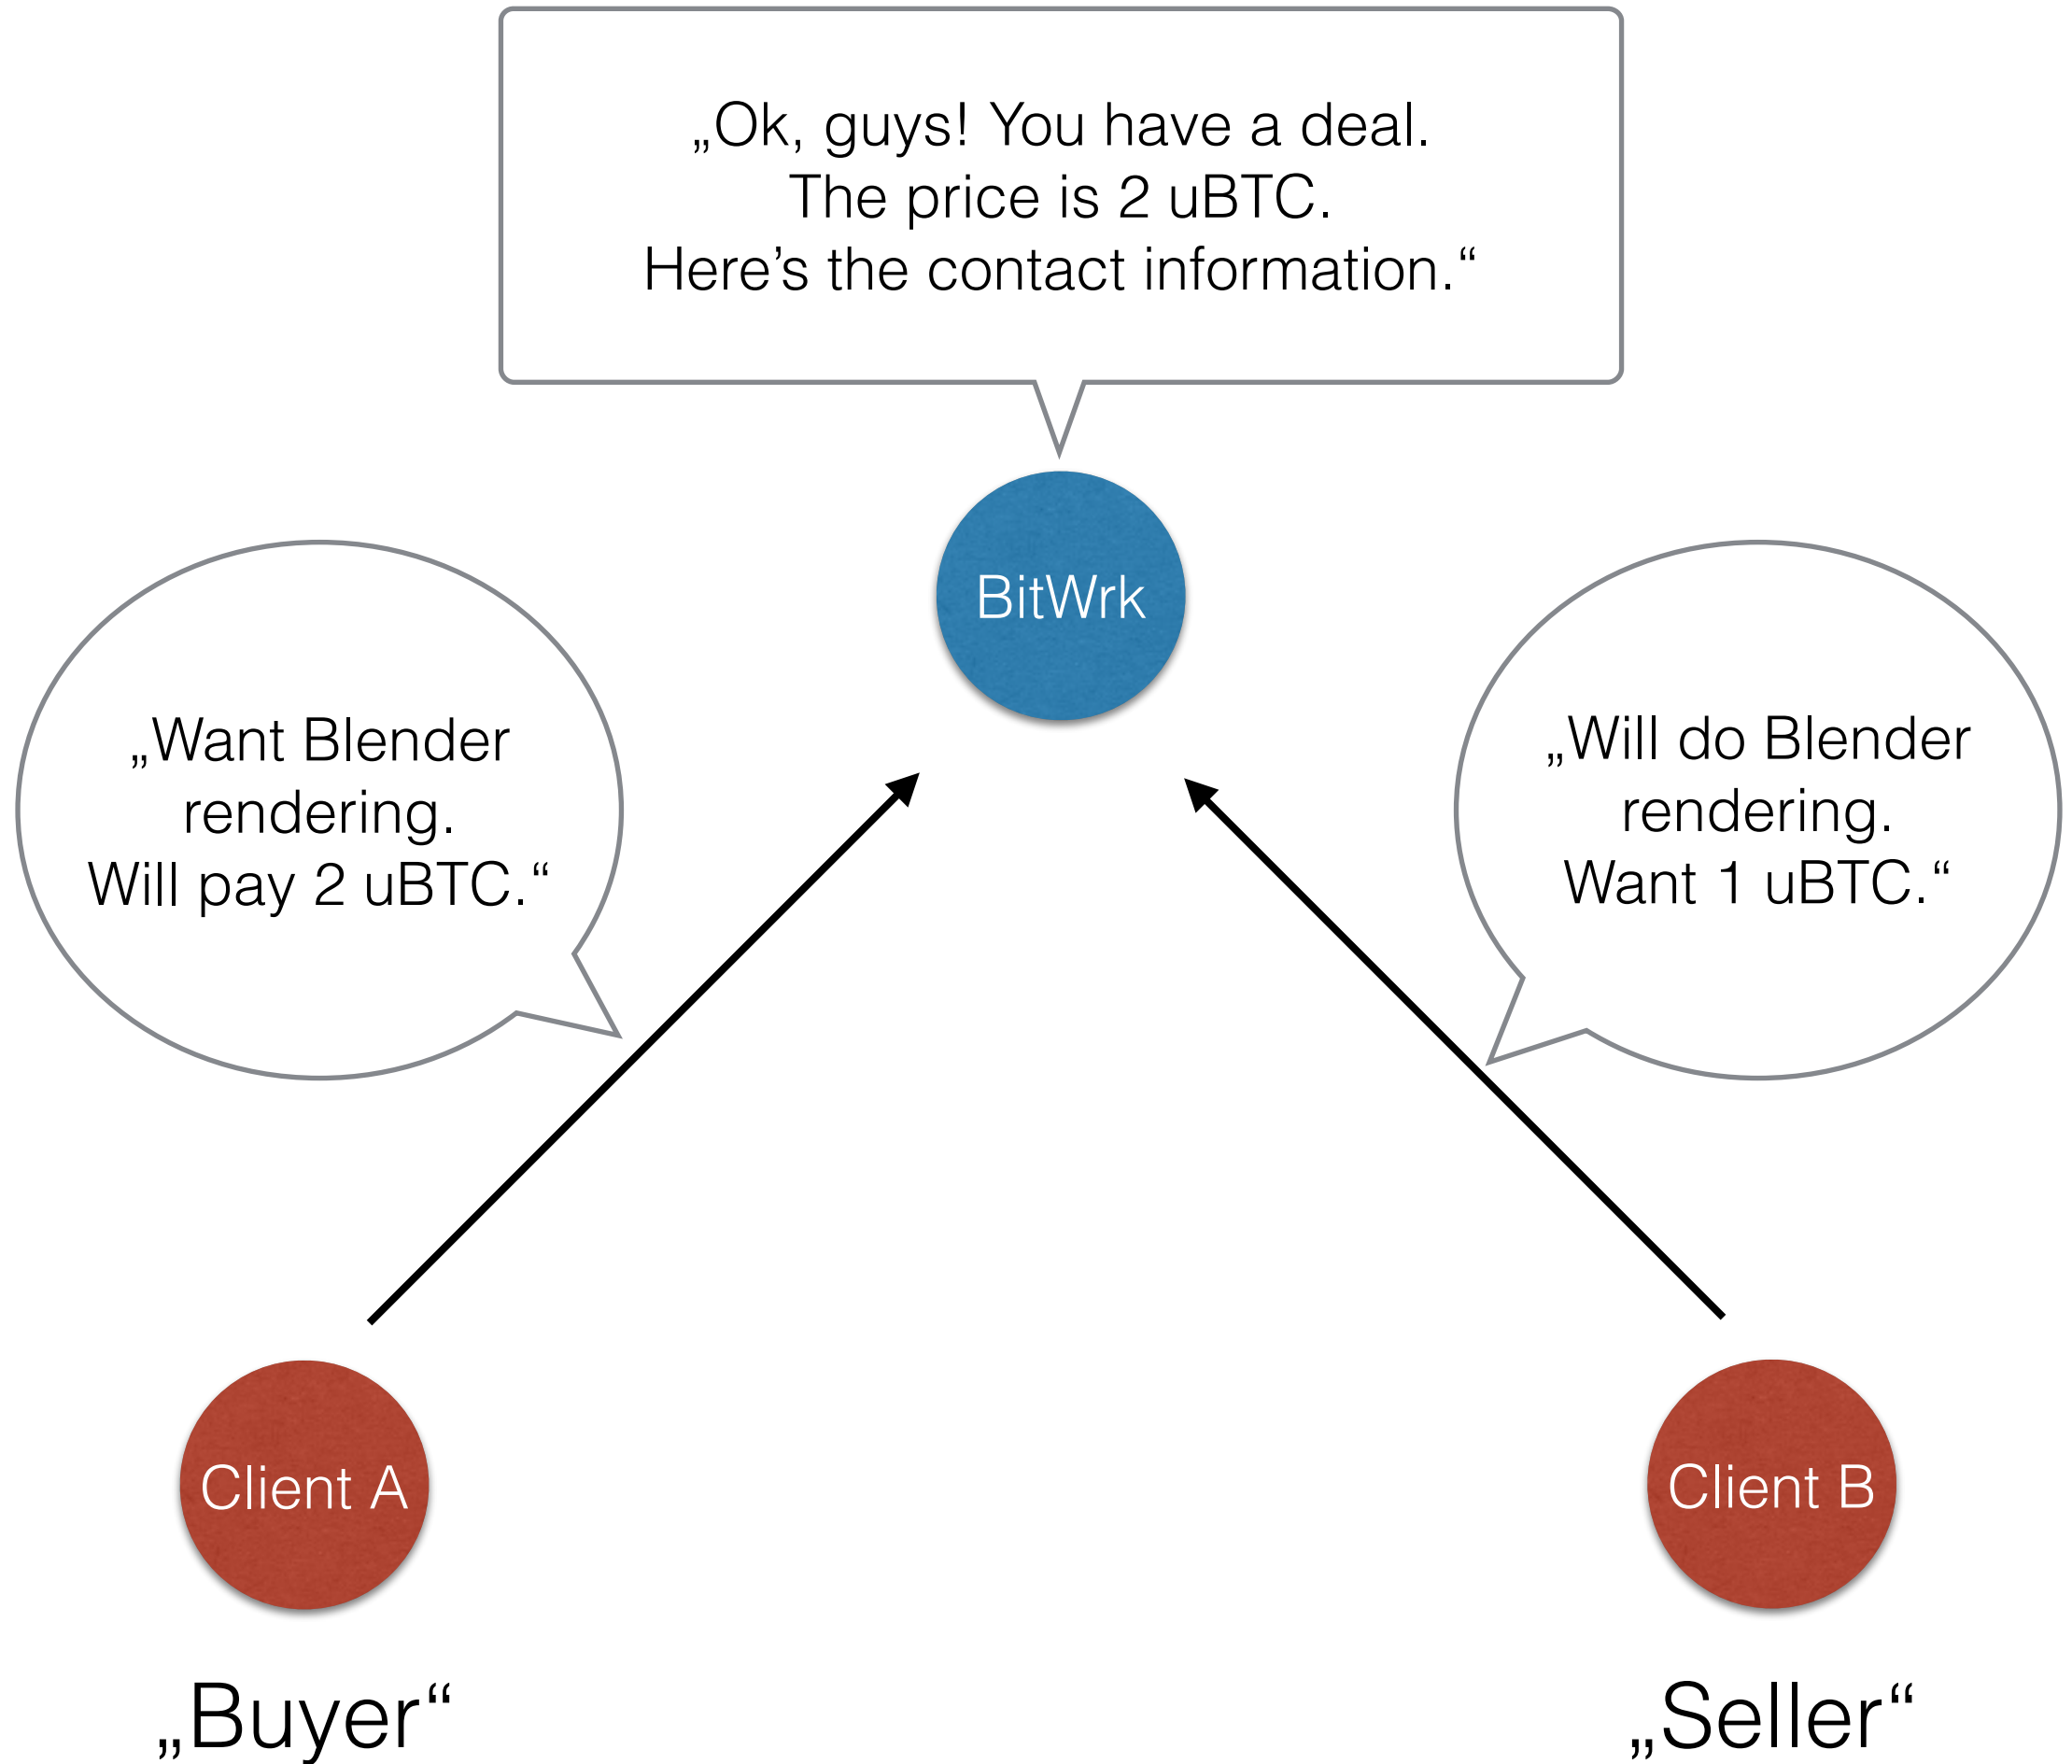 „Ok, guys! You have a deal.
The price is 2 uBTC.
Here’s the contact information.“
BitWrk
„Want Blender
rendering.
Will pay 2 uBTC.“
„Will do Blender
rendering.
Want 1 uBTC.“
Client A
Client B
„Buyer“
„Seller“